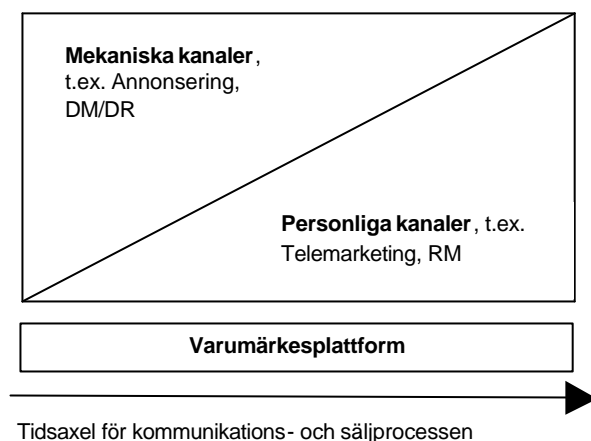 Mekaniska kanaler,
t.ex. Annonsering,
DM/DR
Personliga kanaler, t.ex.
Telemarketing, RM
Varumärkesplattform
Tidsaxel för kommunikations- och säljprocessen